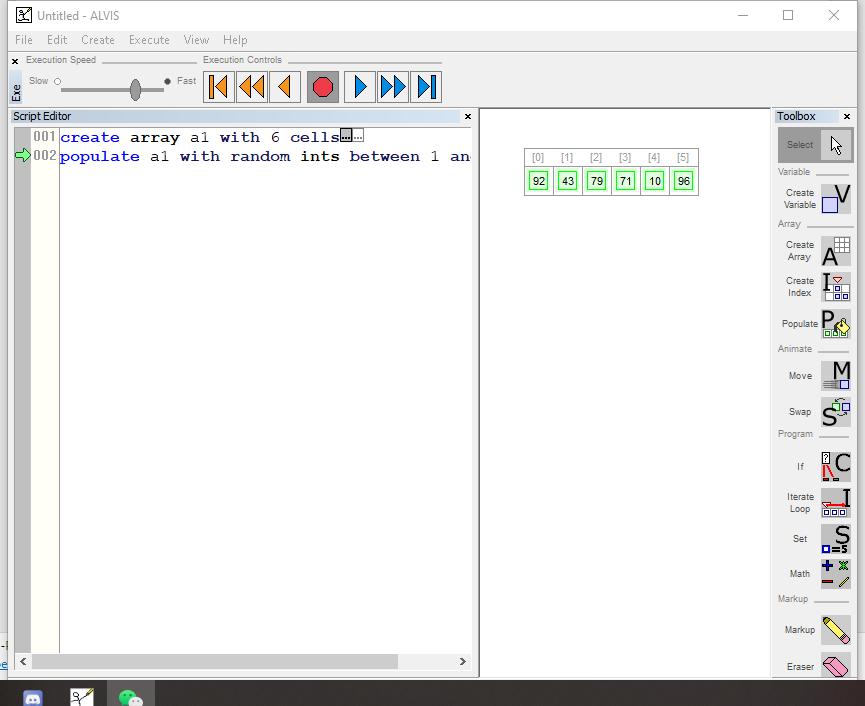 Untitled - ALVIS
File Edit Create Execute View Help
Execution Speed Execution Controls
Exe
Slow Fast
Script Editor
001 create array a1 with 6 cells
002 populate a1 with random ints between 1 an
[0] [1] [2] [3] [4] [5]
92 43 79 71 10 96
Toolbox
Select
Variable
Create
Variable
V
Array
Create
Array
A
Create
Index
I
Populate
P
Animate
Move
M
Swap
S
Program
If
? C
Iterate
Loop
I
Set
S
=5
Math
Markup
Markup
Eraser